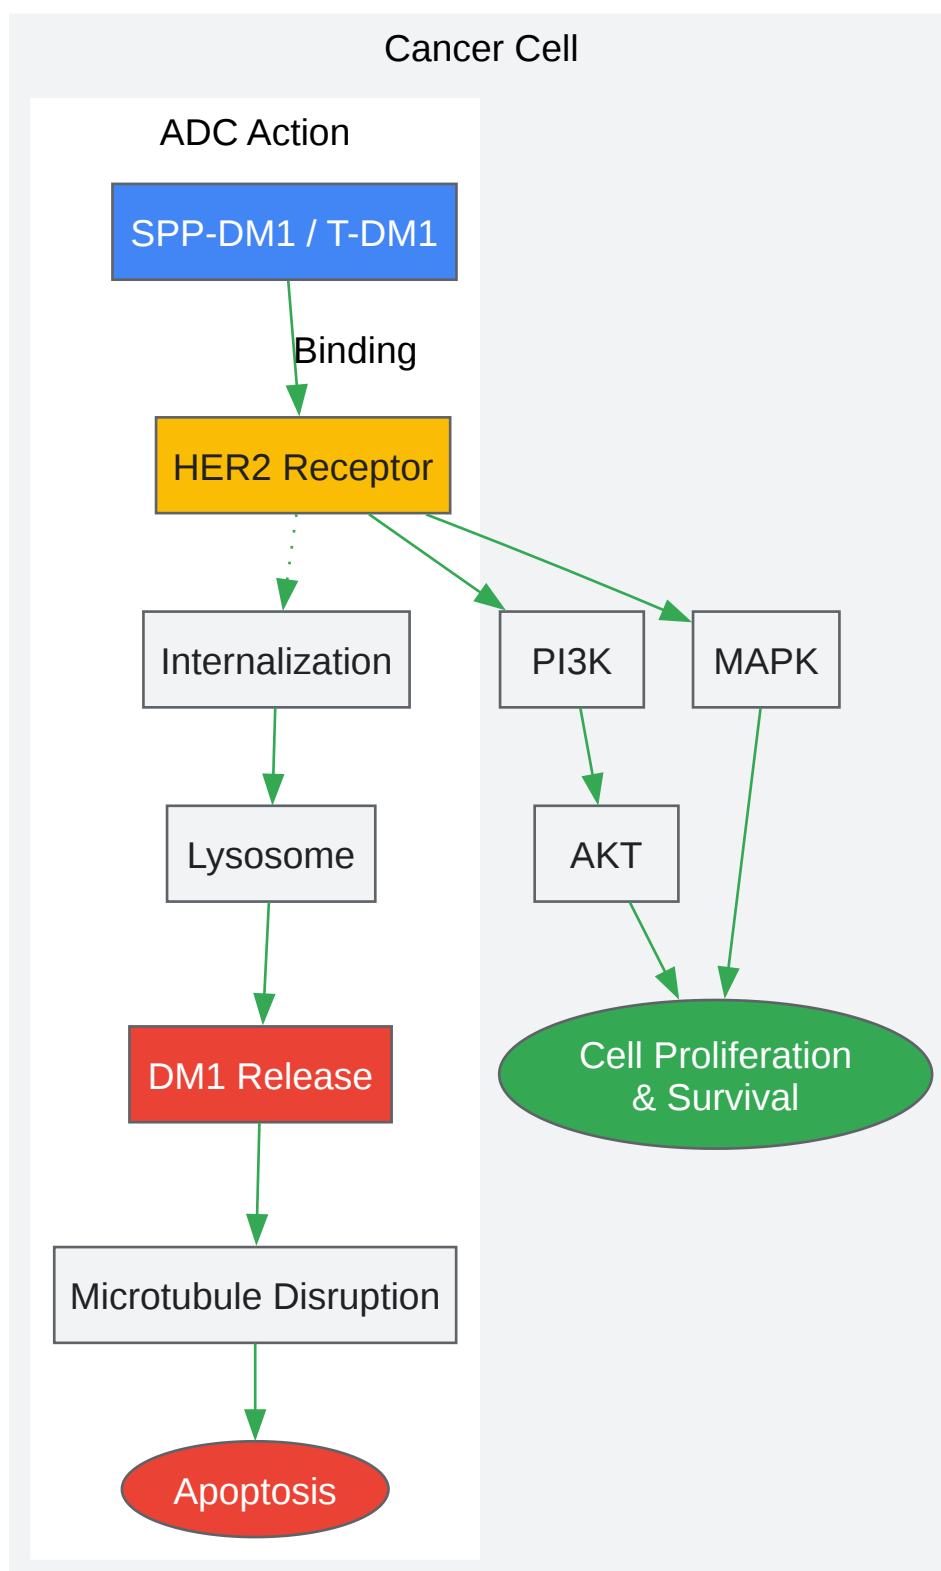 Cancer Cell
ADC Action
SPP-DM1 / T-DM1
Binding
HER2 Receptor
Internalization
PI3K
MAPK
Lysosome
AKT
DM1 Release
Cell Proliferation
& Survival
Microtubule Disruption
Apoptosis